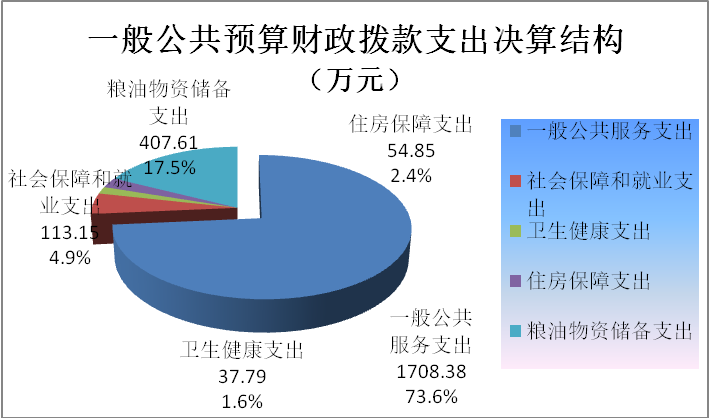 一般公共预算财政拨款支出决算结构
（万元）
粮油物资储备
支出
407.61
17.5%
住房保障支出
54.85
2.4%
社会保障和就
业支出
113.15
4.9%
卫生健康支出
37.79
1.6%
一般公共
服务支出
1708.38
73.6%
一般公共服务支出
社会保障和就业支
出
卫生健康支出
住房保障支出
粮油物资储备支出